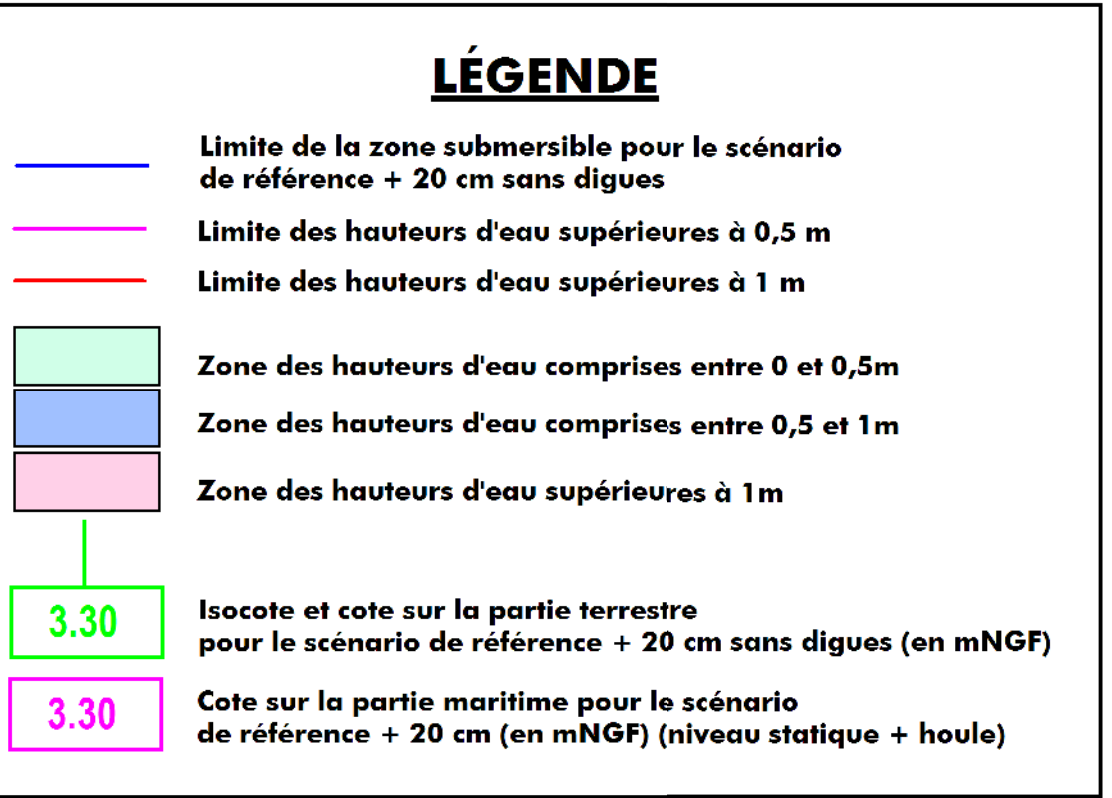 LÉGENDE
Limite de la zone submersible pour le scénario
de référence + 20 cm sans digues
Limite des hauteurs d'eau supérieures à 0,5 m
Limite des hauteurs d'eau supérieures à 1 m
Zone des hauteurs d'eau comprises entre 0 et 0,5m
Zone des hauteurs d'eau comprises entre 0,5 et 1m
Zone des hauteurs d'eau supérieures à 1m
3.30
Isocote et cote sur la partie terrestre
pour le scénario de référence + 20 cm sans digues (en mNGF)
3.30
Cote sur la partie maritime pour le scénario
de référence + 20 cm (en mNGF) (niveau statique + houle)